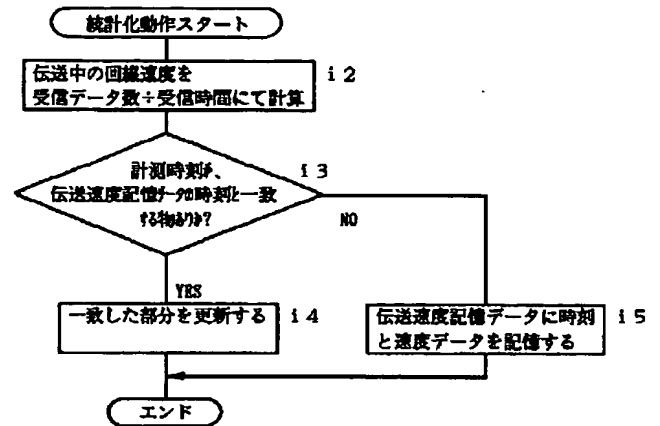 統計化動作スタート
伝送中の回線速度を
受信データ数÷受信時間にて計算
i2
計測時刻が、
伝送速度記憶データの時刻と一致
する物ありか?
i3
NO
YES
一致した部分を更新する
i4
伝送速度記憶データに時刻
と速度データを記憶する
i5
エンド